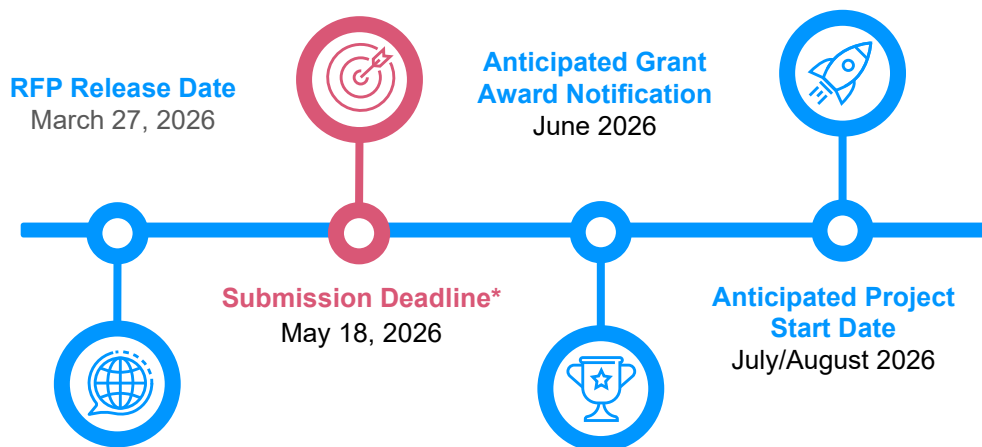 RFP Release Date
March 27, 2026
Submission Deadline*
May 18, 2026
Anticipated Grant
Award Notification
June 2026
Anticipated Project
Start Date
July/August 2026